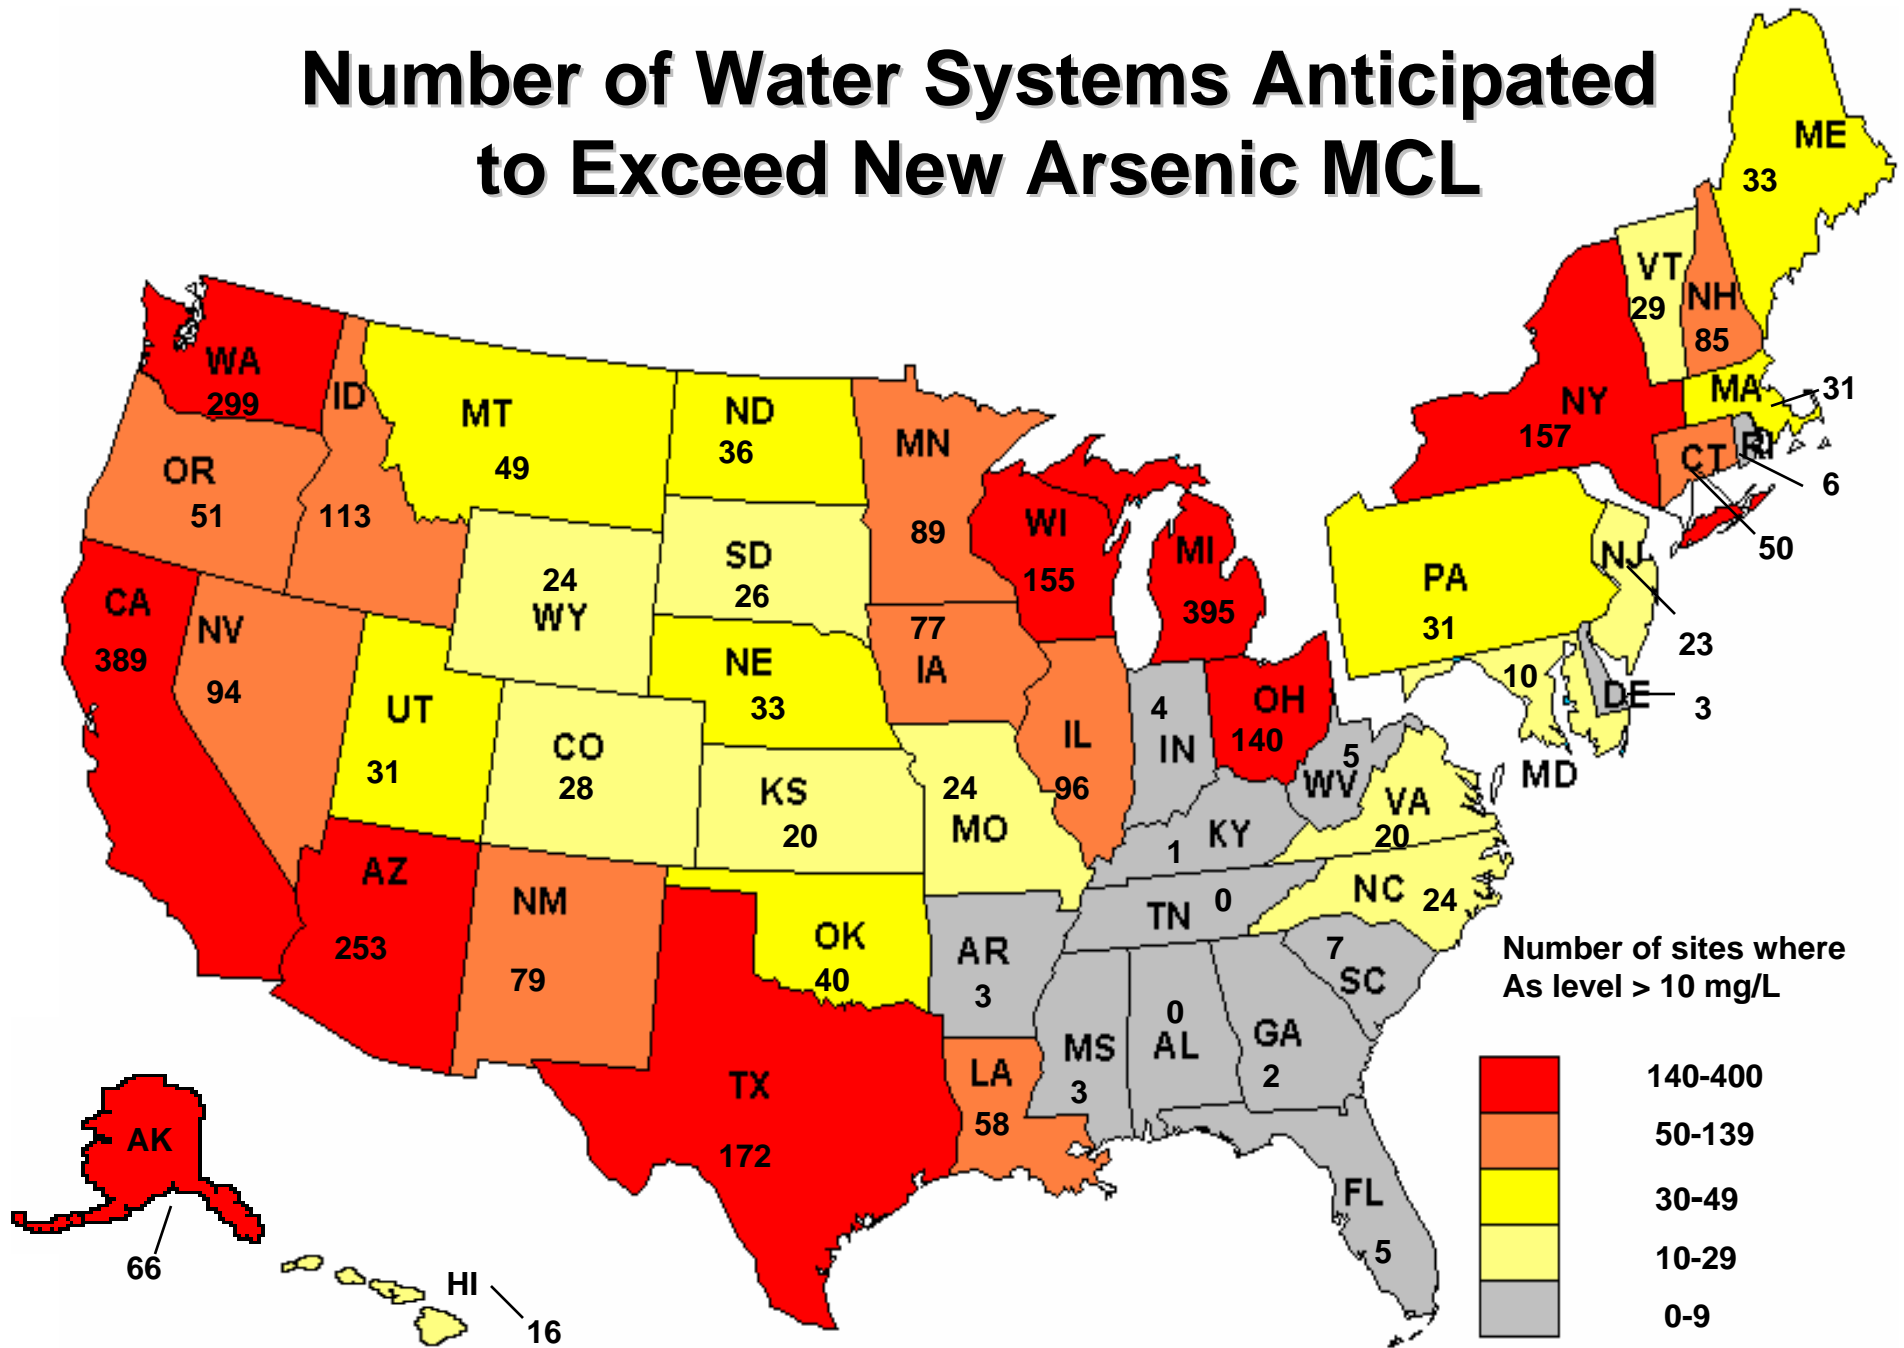 Number of Water Systems Anticipated
to Exceed New Arsenic MCL
ME
33
VT
29
NH
85
WA
299
ID
113
MT
49
ND
36
MN
89
NY
157
MA
31
CT
50
RI
6
OR
51
WI
155
MI
395
SD
26
24
WY
PA
31
NJ
23
CA
389
NV
94
77
IA
NE
33
10
MD
DE
3
UT
31
CO
28
4
IN
OH
140
IL
96
5
WV
KS
20
24
MO
VA
20
KY
1
AZ
253
NM
79
NC
24
TN
0
OK
40
AR
3
7
SC
Number of sites where
As level > 10 mg/L
MS
3
0
AL
GA
2
LA
58
TX
172
140-400
50-139
30-49
10-29
0-9
AK
66
FL
5
HI
16